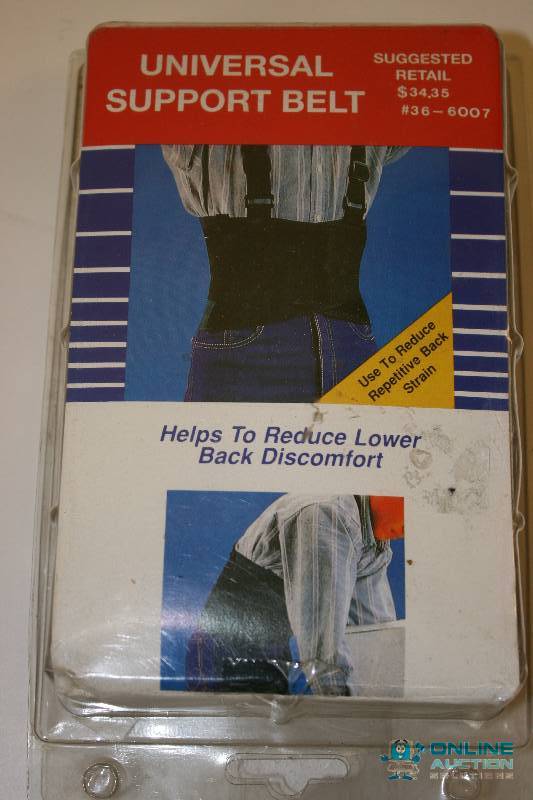 UNIVERSAL
SUPPORT BELT
SUGGESTED
RETAIL
$34.35
#36-6007
Use To Reduce
Repetitive Back
Strain
Helps To Reduce Lower
Back Discomfort
ONLINE
AUCTION
SOLUTIONS